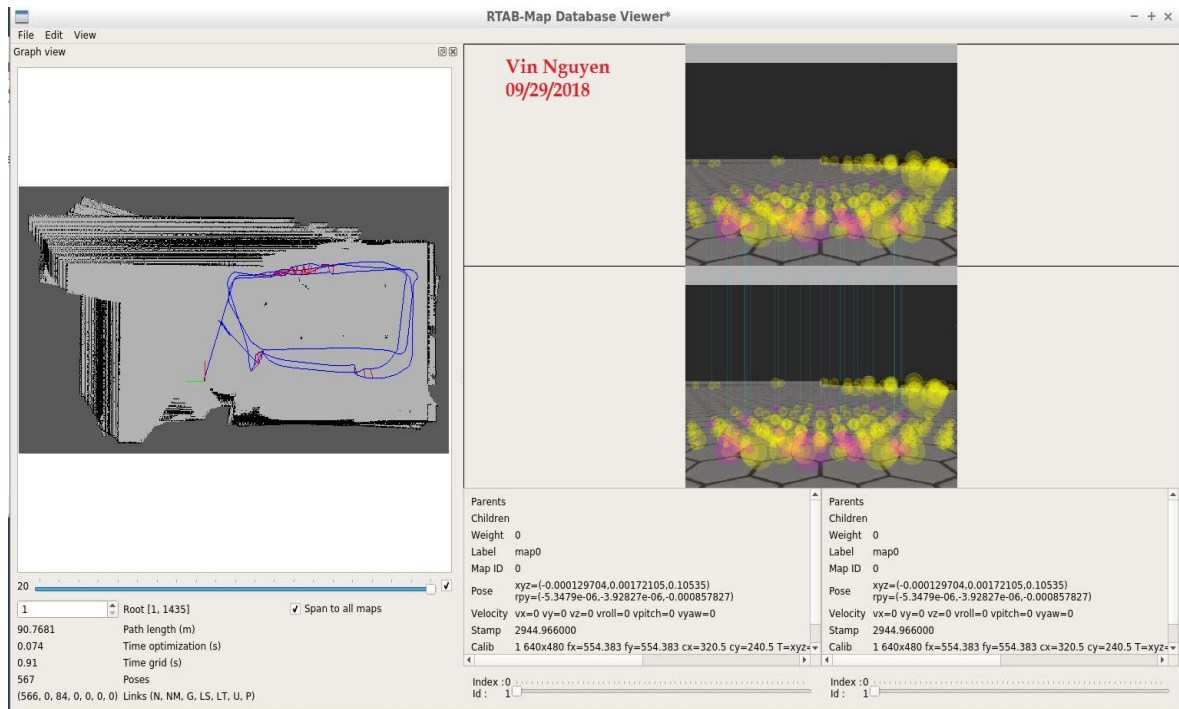 RTAB-Map Database Viewer*
File Edit View
Graph view
Vin Nguyen
09/29/2018
20
1 Root [1, 1435] Span to all maps
90.7681 Path length (m)
0.074 Time optimization (s)
0.91 Time grid (s)
567 Poses
(566, 0, 84, 0, 0, 0, 0) Links (N, NM, G, LS, LT, U, P)
Parents
Children
Weight 0
Label map0
Map ID 0
Pose xyz=(-0.000129704,0.00172105,0.10535)
rpy=(-5.3479e-06,-3.92827e-06,-0.000857827)
Velocity vx=0 vy=0 vz=0 vroll=0 vpitch=0 vyaw=0
Stamp 2944.966000
Calib 1 640x480 fx=554.383 fy=554.383 cx=320.5 cy=240.5 T=xyz=
Index : 0
Id : 1
Parents
Children
Weight 0
Label map0
Map ID 0
Pose xyz=(-0.000129704,0.00172105,0.10535)
rpy=(-5.3479e-06,-3.92827e-06,-0.000857827)
Velocity vx=0 vy=0 vz=0 vroll=0 vpitch=0 vyaw=0
Stamp 2944.966000
Calib 1 640x480 fx=554.383 fy=554.383 cx=320.5 cy=240.5 T=xyz=
Index : 0
Id : 1